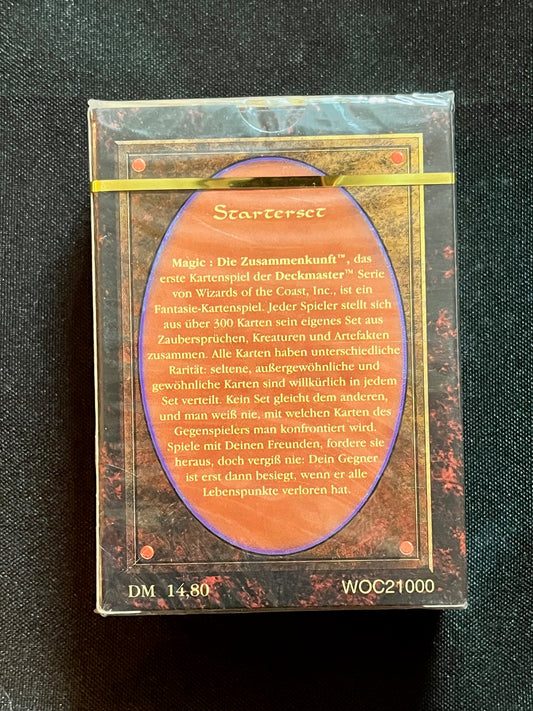 Starterset
Magic : Die Zusammenkunft™, das
erste Kartenspiel der Deckmaster™ Serie
von Wizards of the Coast, Inc., ist ein
Fantasie-Kartenspiel. Jeder Spieler stellt sich
aus über 300 Karten sein eigenes Set aus
Zaubersprüchen, Kreaturen und Artefakten
zusammen. Alle Karten haben unterschiedliche
Rarität: seltene, außergewöhnliche und
gewöhnliche Karten sind willkürlich in jedem
Set verteilt. Kein Set gleicht dem anderen,
und man weiß nie, mit welchen Karten des
Gegenspielers man konfrontiert wird.
Spiele mit Deinen Freunden, fordere sie
heraus, doch vergiß nie: Dein Gegner
ist erst dann besiegt, wenn er alle
Lebenspunkte verloren hat.
DM 14,80
WOC21000